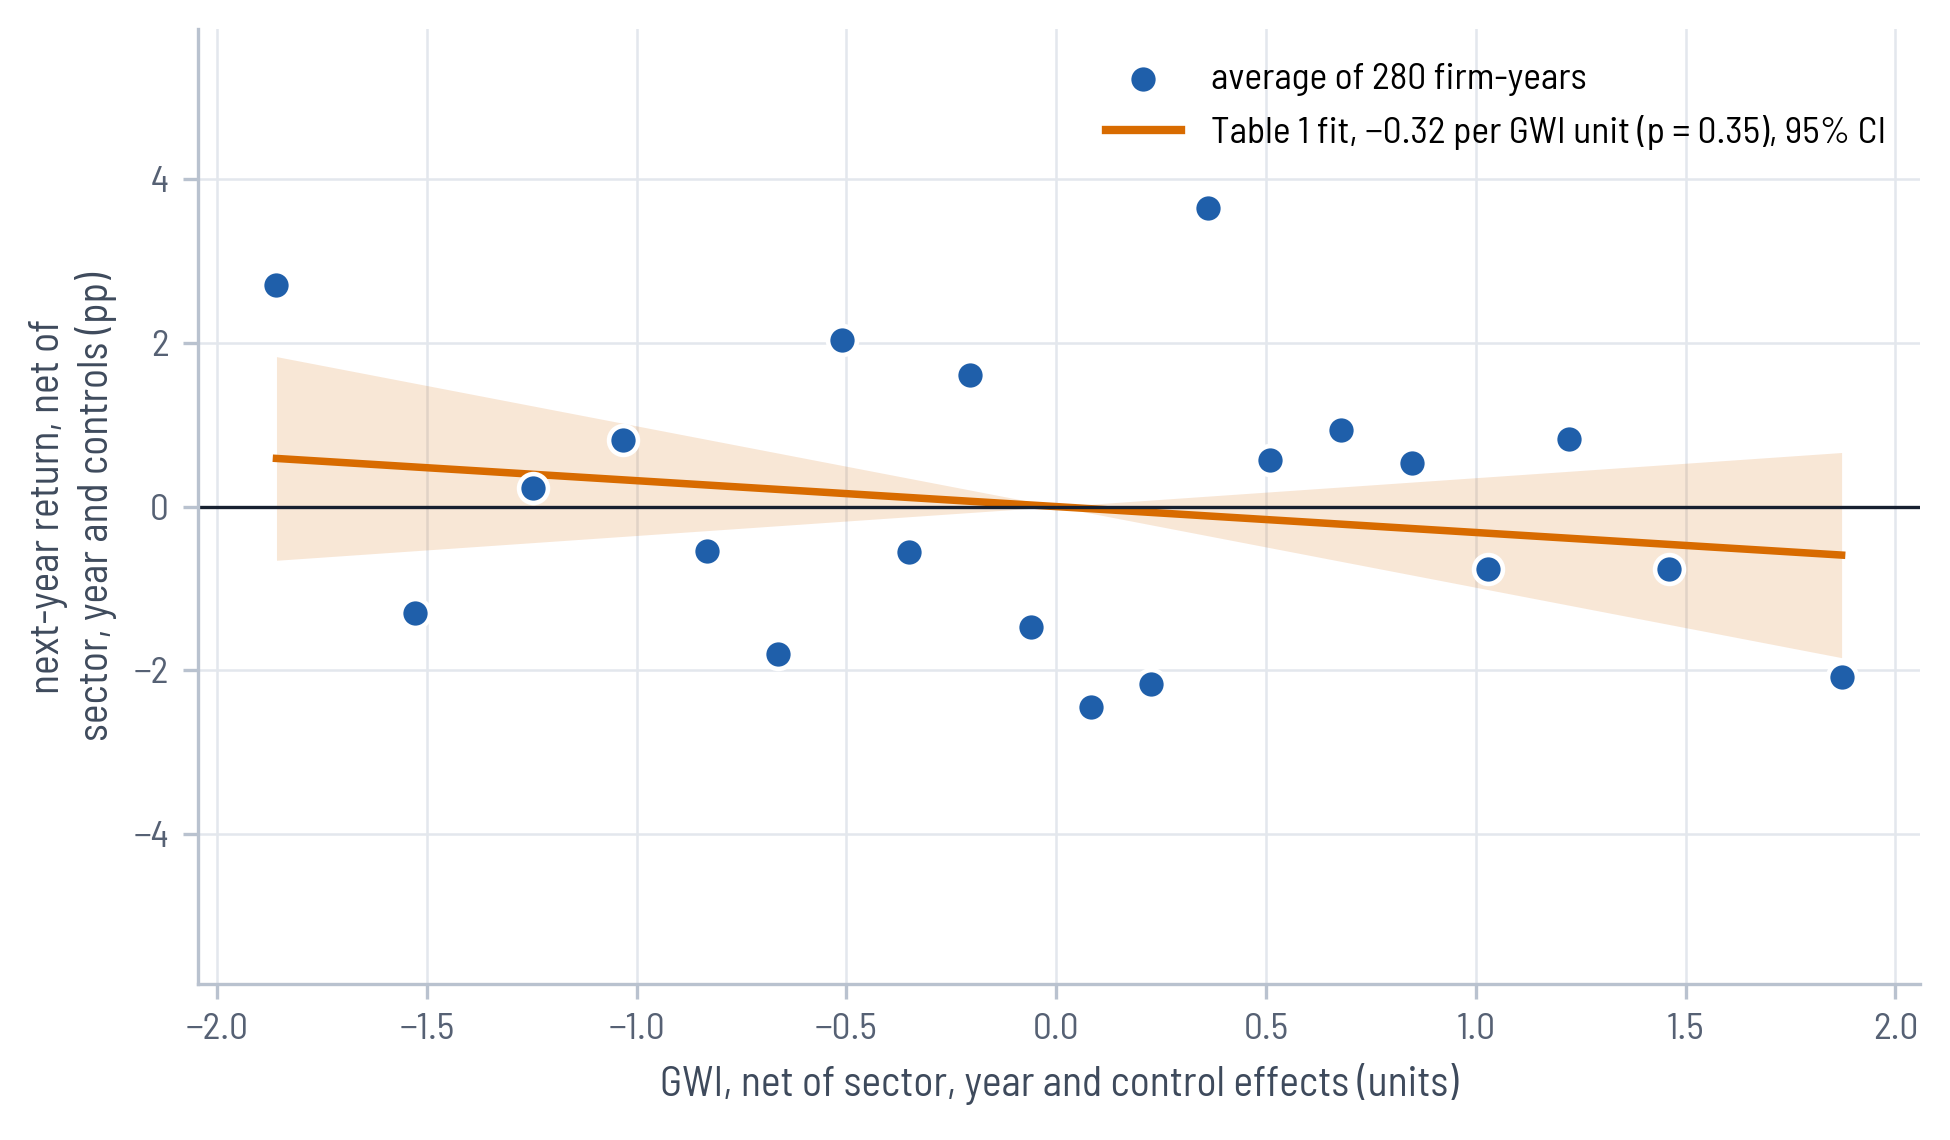 average of 280 firm-years
Table 1 fit, −0.32 per GWI unit (p = 0.35), 95% CI
next-year return, net of
sector, year and controls (pp)
4
2
0
−2
−4
−2.0
−1.5
−1.0
−0.5
0.0
0.5
1.0
1.5
2.0
GWI, net of sector, year and control effects (units)